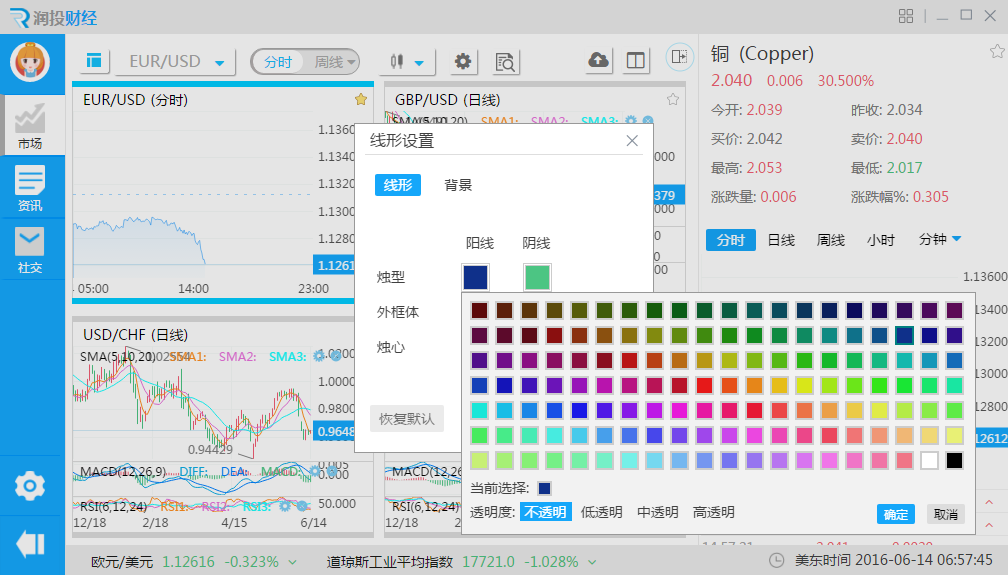 润投财经
EUR/USD
分时
周线
铜 (Copper)
2.040 0.006 30.500%
今开: 2.039 昨收: 2.034
买价: 2.042 卖价: 2.040
最高: 2.053 最低: 2.017
涨跌量: 0.006 涨跌幅%: 0.305
分时 日线 周线 小时 分钟
1.13600
13200
13000
12800
12612
市场
资讯
社交
EUR/USD (分时)
1.1360
1.1340
1.1320
1.1300
1.1280
1.1261
05:00 14:00 23:00
GBP/USD (日线)
SMA(5,10,20) SMA1: SMA2: SMA3:
000
379
000
0
00
USD/CHF (日线)
SMA(5,10,20) SMA1: SMA2: SMA3:
1.0000
0.9800
0.9648
0.94429
MACD(12,26,9) DIFF: DEA: MACD:
0.005
0.000
RSI(6,12,24) RSI1: RSI2: RSI3:
50.000
12/18 2/18 4/15 6/14
MACD(12,26
RSI(6,12,24)
12/18
线形设置
线形 背景
阳线 阴线
烛型
外框体
烛心
恢复默认
当前选择:
透明度: 不透明 低透明 中透明 高透明
确定 取消
欧元/美元 1.12616 -0.323%
道琼斯工业平均指数 17721.0 -1.028%
美东时间 2016-06-14 06:57:45